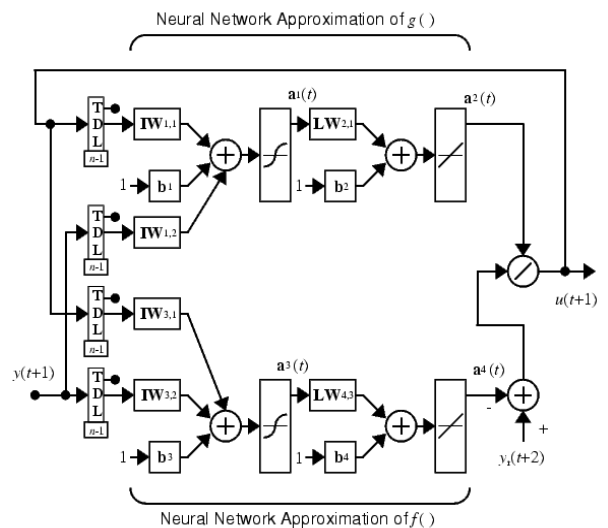 Neural Network Approximation of g ( )
a¹(t)
a²(t)
T
D
L
n-1
IW1,1
LW2,1
1
b1
1
b2
T
D
L
n-1
IW1,2
u(t+1)
T
D
L
n-1
IW3,1
y(t+1)
a³(t)
a⁴(t)
T
D
L
n-1
IW3,2
LW4,3
-
+
1
b3
1
b4
yr(t+2)
Neural Network Approximation of f ( )